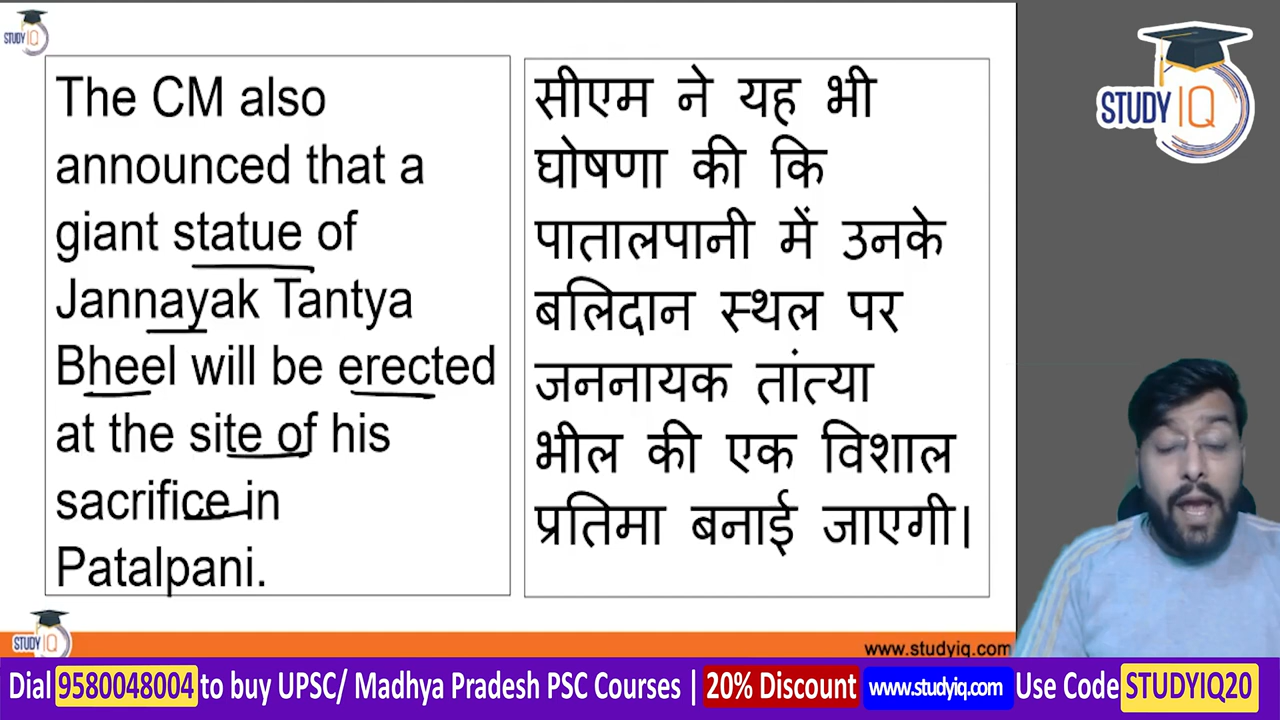 STUDY IQ
The CM also
announced that a
giant statue of
Jannayak Tantya
Bheel will be erected
at the site of his
sacrifice in
Patalpani.
सीएम ने यह भी
घोषणा की कि
पातालपानी में उनके
बलिदान स्थल पर
जननायक तांत्या
भील की एक विशाल
प्रतिमा बनाई जाएगी।
STUDY IQ
STUDY IQ
www.studyiq.com
Dial 9580048004 to buy UPSC/ Madhya Pradesh PSC Courses | 20% Discount www.studyiq.com Use Code STUDYIQ20